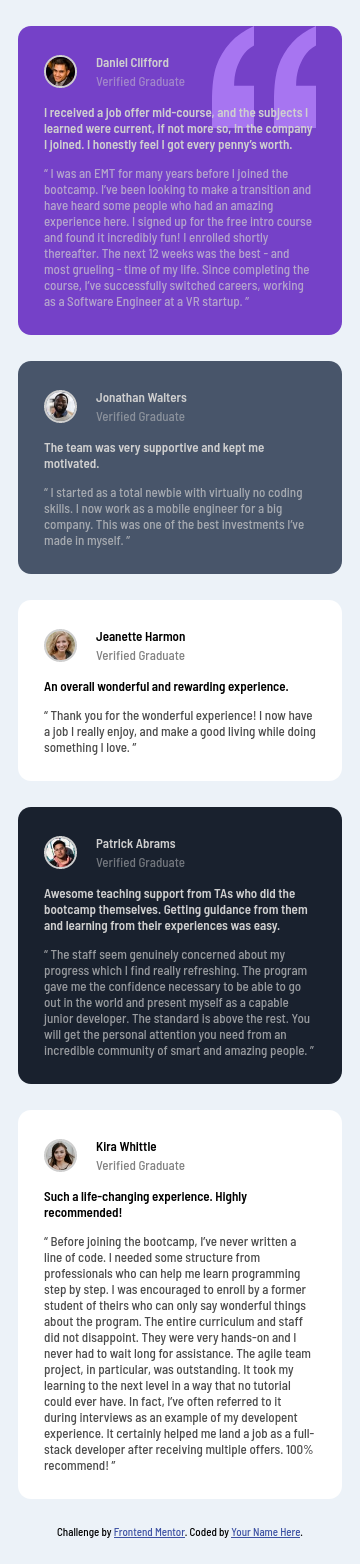 Daniel Clifford
Verified Graduate
I received a job offer mid-course, and the subjects I
learned were current, if not more so, in the company
I joined. I honestly feel I got every penny’s worth.
“ I was an EMT for many years before I joined the
bootcamp. I’ve been looking to make a transition and
have heard some people who had an amazing
experience here. I signed up for the free intro course
and found it incredibly fun! I enrolled shortly
thereafter. The next 12 weeks was the best - and
most grueling - time of my life. Since completing the
course, I’ve successfully switched careers, working
as a Software Engineer at a VR startup. ”
Jonathan Walters
Verified Graduate
The team was very supportive and kept me
motivated.
“ I started as a total newbie with virtually no coding
skills. I now work as a mobile engineer for a big
company. This was one of the best investments I’ve
made in myself. ”
Jeanette Harmon
Verified Graduate
An overall wonderful and rewarding experience.
“ Thank you for the wonderful experience! I now have
a job I really enjoy, and make a good living while doing
something I love. ”
Patrick Abrams
Verified Graduate
Awesome teaching support from TAs who did the
bootcamp themselves. Getting guidance from them
and learning from their experiences was easy.
“ The staff seem genuinely concerned about my
progress which I find really refreshing. The program
gave me the confidence necessary to be able to go
out in the world and present myself as a capable
junior developer. The standard is above the rest. You
will get the personal attention you need from an
incredible community of smart and amazing people. ”
Kira Whittle
Verified Graduate
Such a life-changing experience. Highly
recommended!
“ Before joining the bootcamp, I’ve never written a
line of code. I needed some structure from
professionals who can help me learn programming
step by step. I was encouraged to enroll by a former
student of theirs who can only say wonderful things
about the program. The entire curriculum and staff
did not disappoint. They were very hands-on and I
never had to wait long for assistance. The agile team
project, in particular, was outstanding. It took my
learning to the next level in a way that no tutorial
could ever have. In fact, I’ve often referred to it
during interviews as an example of my developent
experience. It certainly helped me land a job as a full-
stack developer after receiving multiple offers. 100%
recommend! ”
Challenge by Frontend Mentor. Coded by Your Name Here.